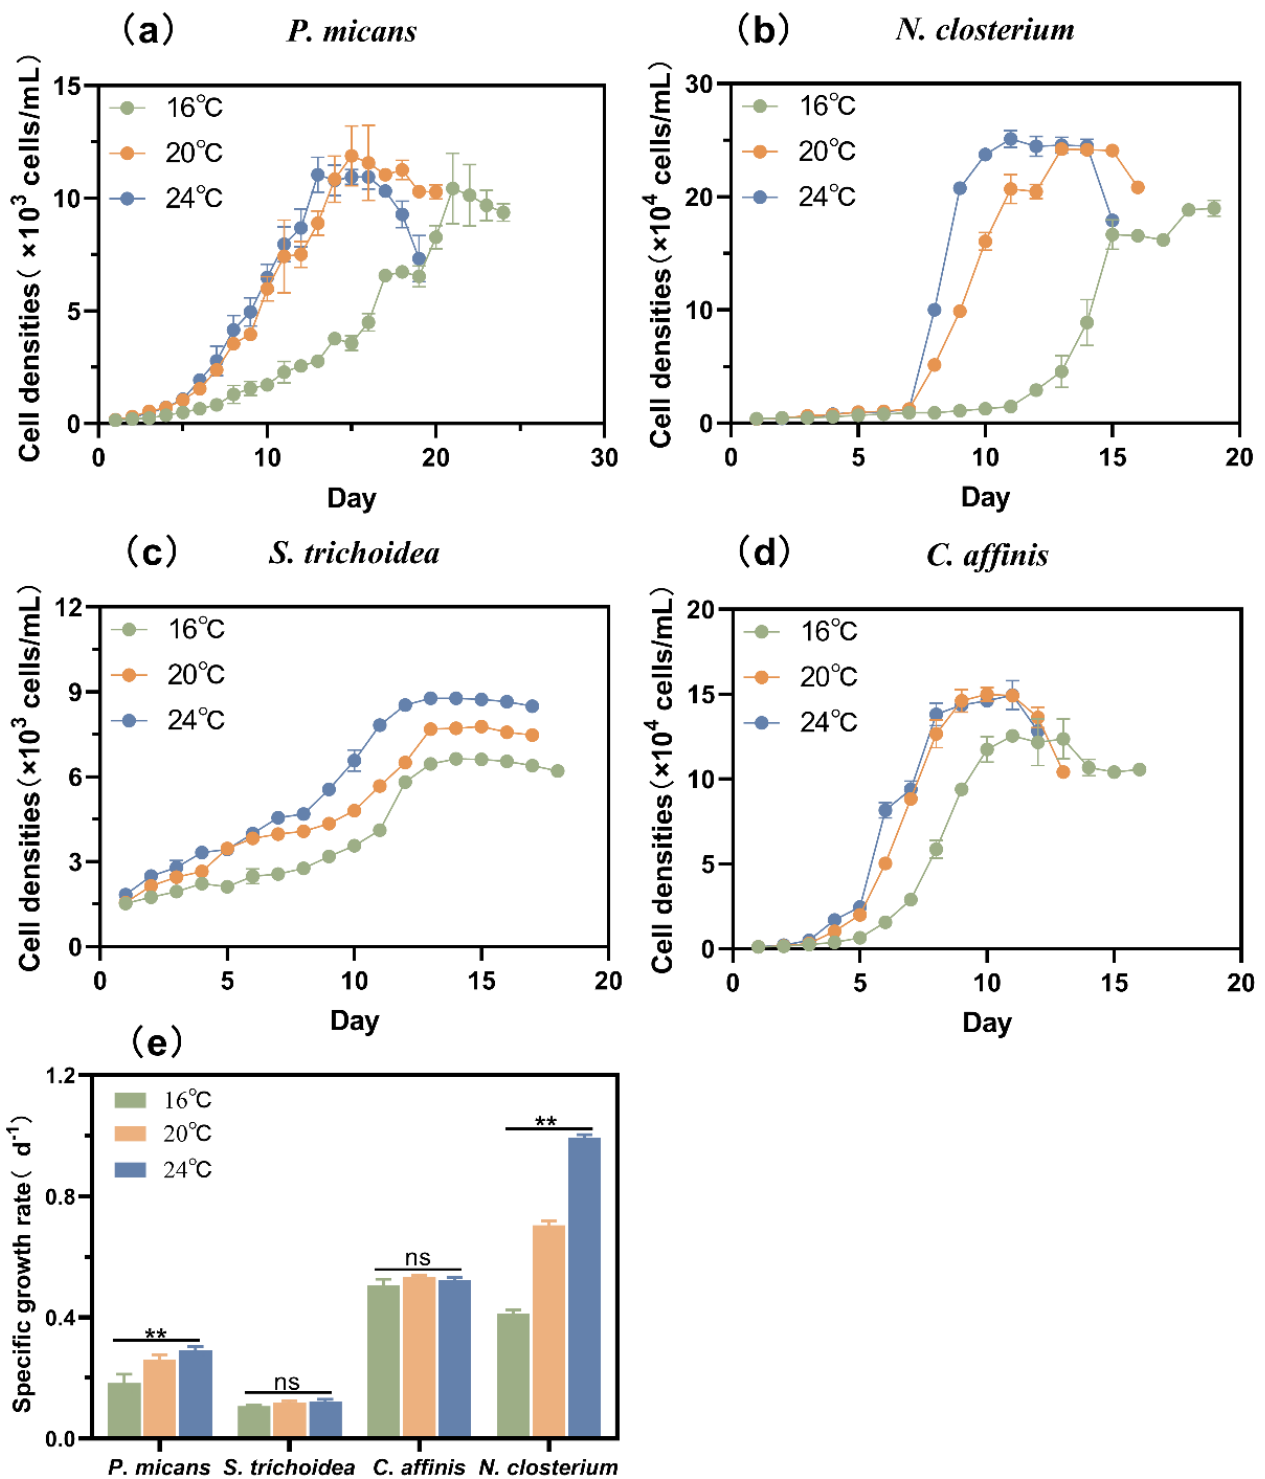 (a) P. micans
Cell densities ( ×10³ cells/mL)
15
10
5
0
16℃
20℃
24℃
0 10 20 30
Day
(b) N. closterium
Cell densities (×10⁴ cells/mL)
30
20
10
0
16℃
20℃
24℃
0 5 10 15 20
Day
(c) S. trichoidea
Cell densities (×10³ cells/mL)
12
9
6
3
0
16℃
20℃
24℃
0 5 10 15 20
Day
(d) C. affinis
Cell densities (×10⁴ cells/mL)
20
15
10
5
0
16℃
20℃
24℃
0 5 10 15 20
Day
(e)
Specific growth rate( d⁻¹)
1.2
0.8
0.4
0.0
16℃
20℃
24℃
**
ns
ns
**
P. micans S. trichoidea C. affinis N. closterium